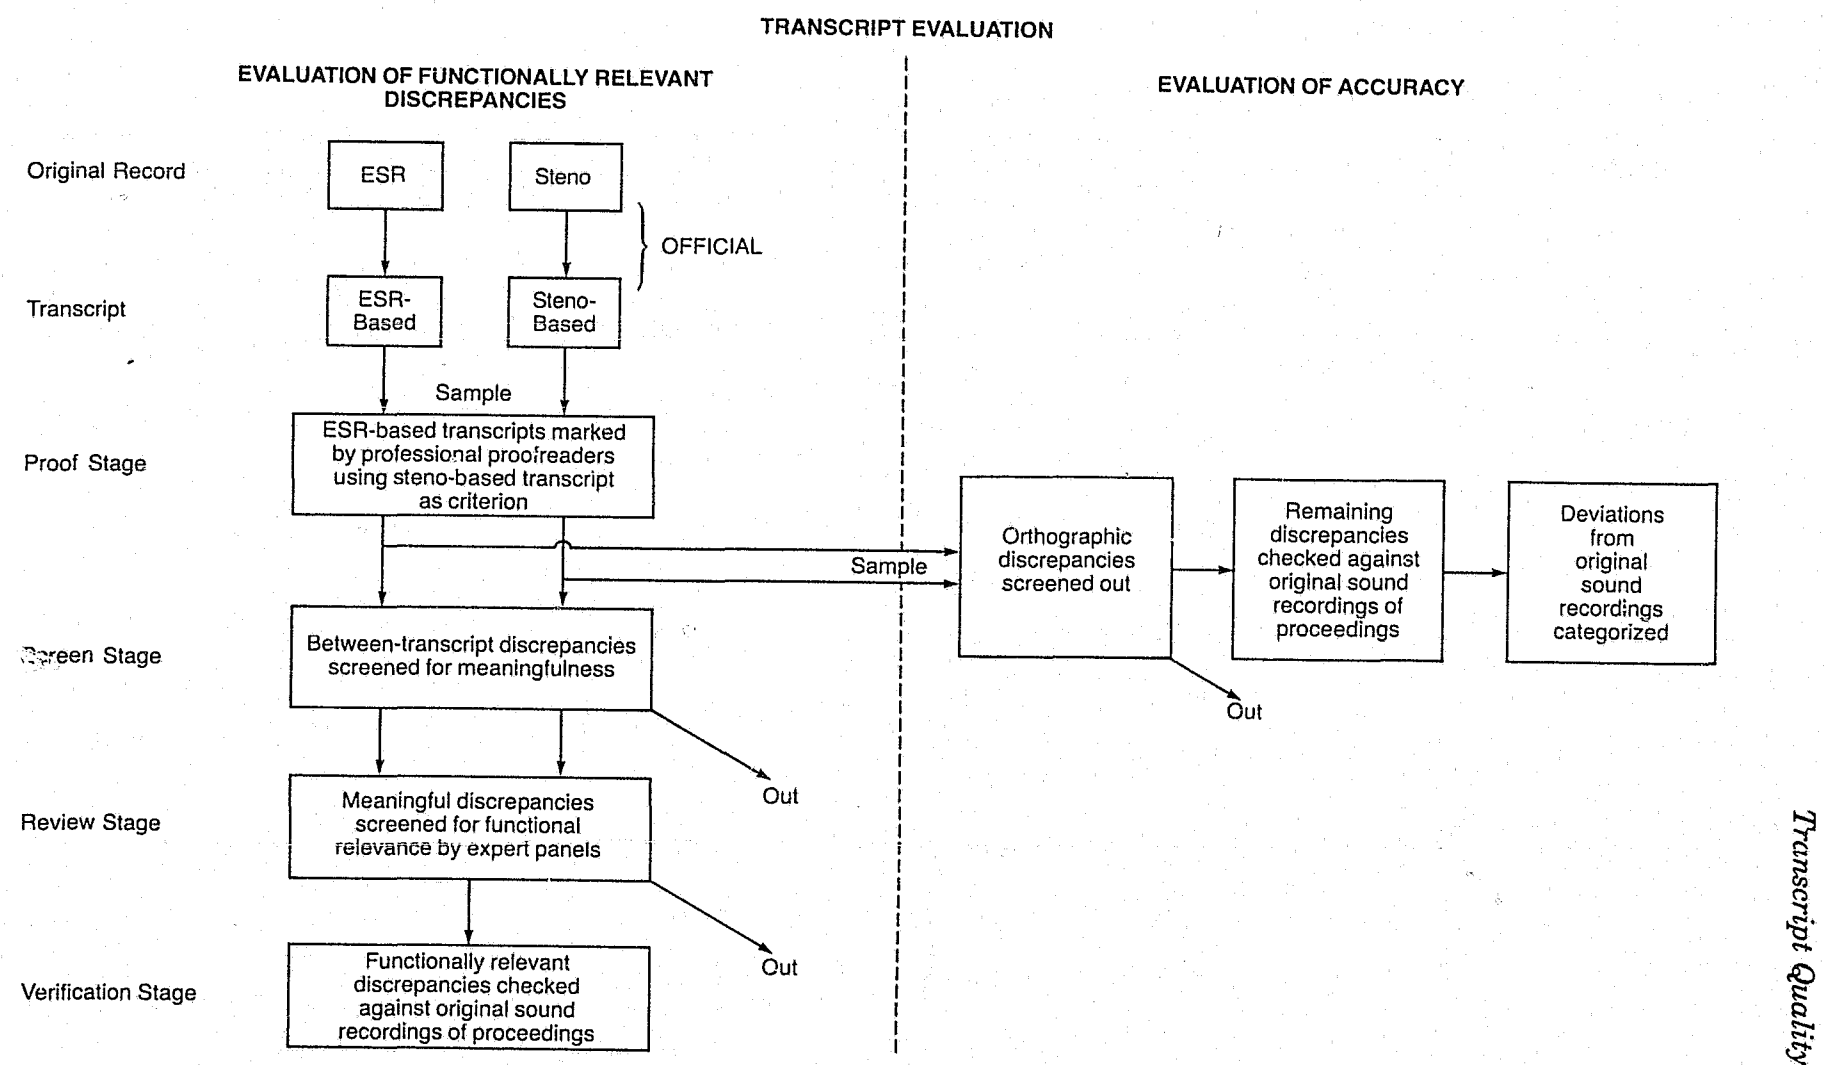 TRANSCRIPT EVALUATION
EVALUATION OF FUNCTIONALLY RELEVANT
DISCREPANCIES
EVALUATION OF ACCURACY
Original Record
ESR
Steno
OFFICIAL
Transcript
ESR-
Based
Steno-
Based
Sample
Proof Stage
ESR-based transcripts marked
by professional proofreaders
using steno-based transcript
as criterion
Sample
Orthographic
discrepancies
screened out
Remaining
discrepancies
checked against
original sound
recordings of
proceedings
Deviations
from
original
sound
recordings
categorized
Out
Screen Stage
Between-transcript discrepancies
screened for meaningfulness
Out
Review Stage
Meaningful discrepancies
screened for functional
relevance by expert panels
Out
Verification Stage
Functionally relevant
discrepancies checked
against original sound
recordings of proceedings
Transcript Quality